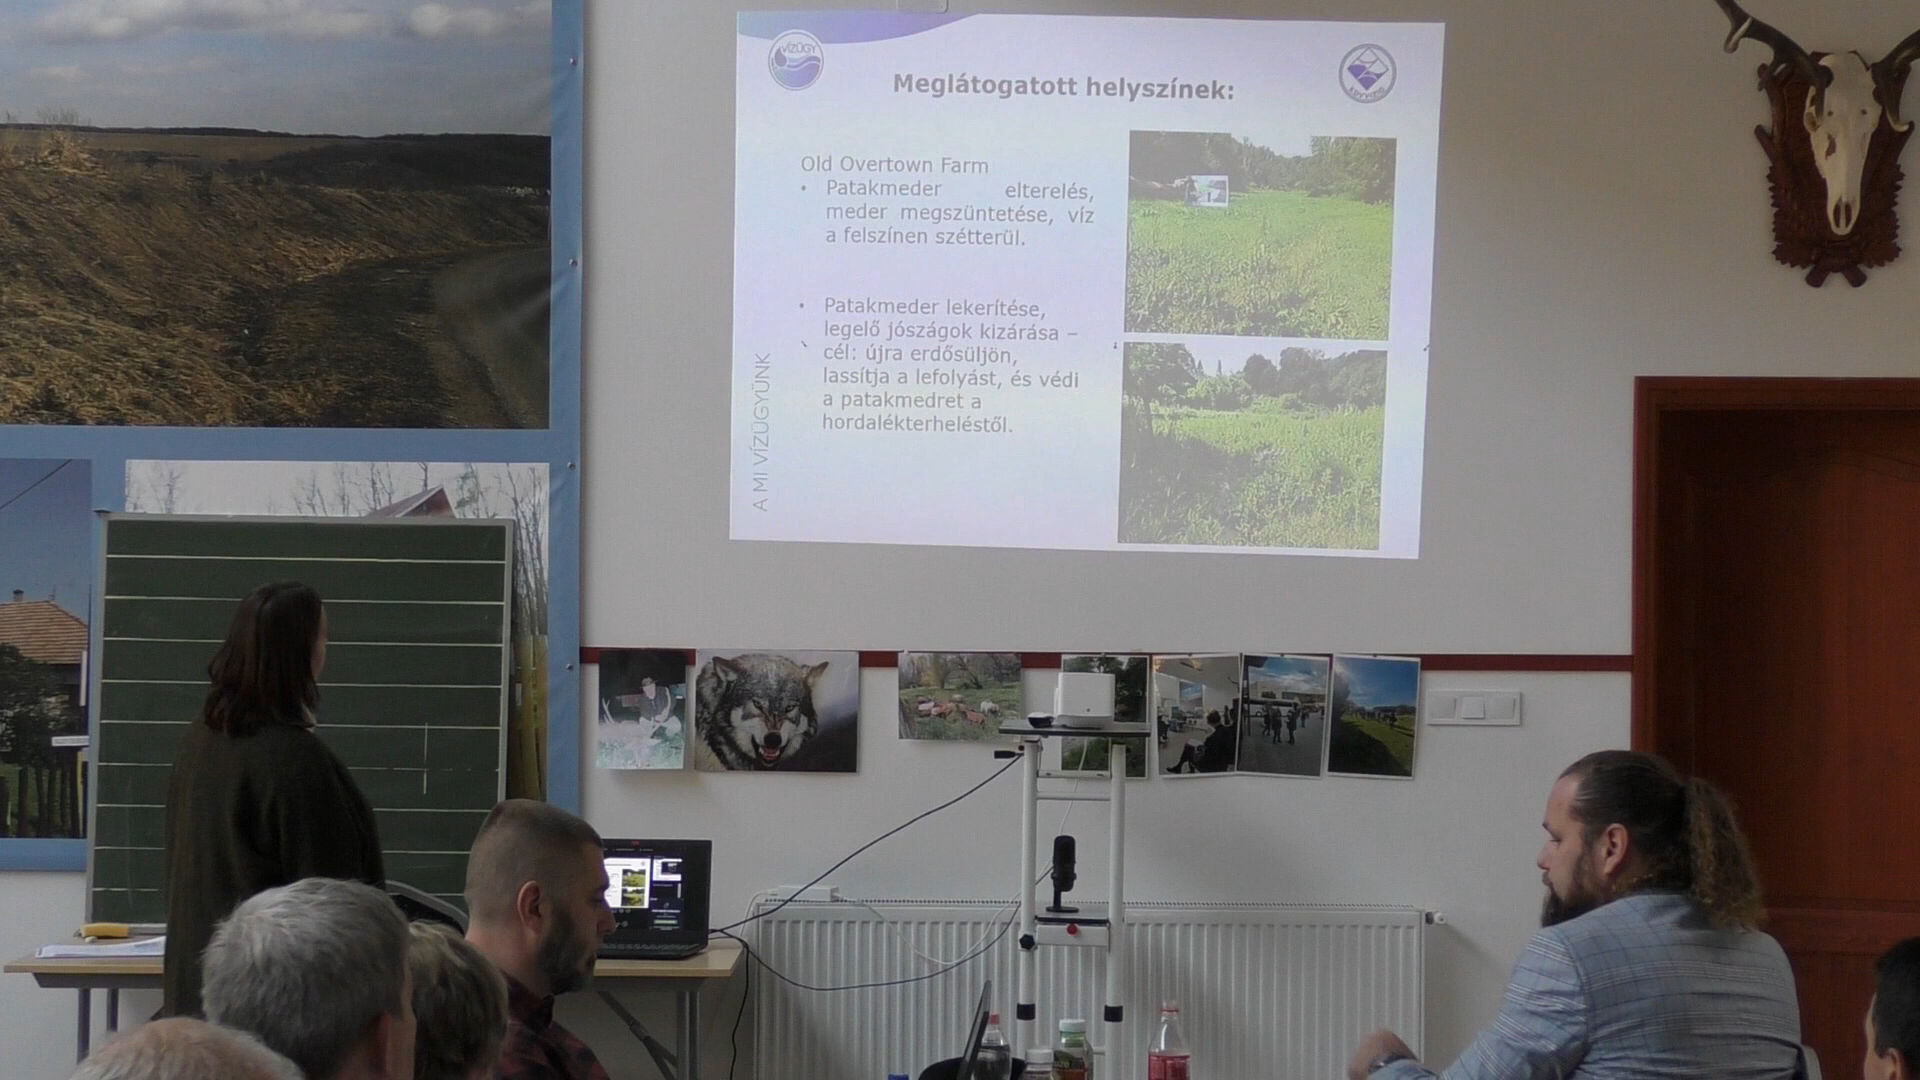 VÍZÜGY
Meglátogatott helyszínek:
Old Overtown Farm
• Patakmeder elterelés,
meder megszüntetése, víz
a felszínen szétterül.
• Patakmeder lekerítése,
legelő jószágok kizárása –
cél: újra erdősüljön,
lassítja a lefolyást, és védi
a patakmedret a
hordalékterheléstől.
A MI VÍZÜGYÜNK